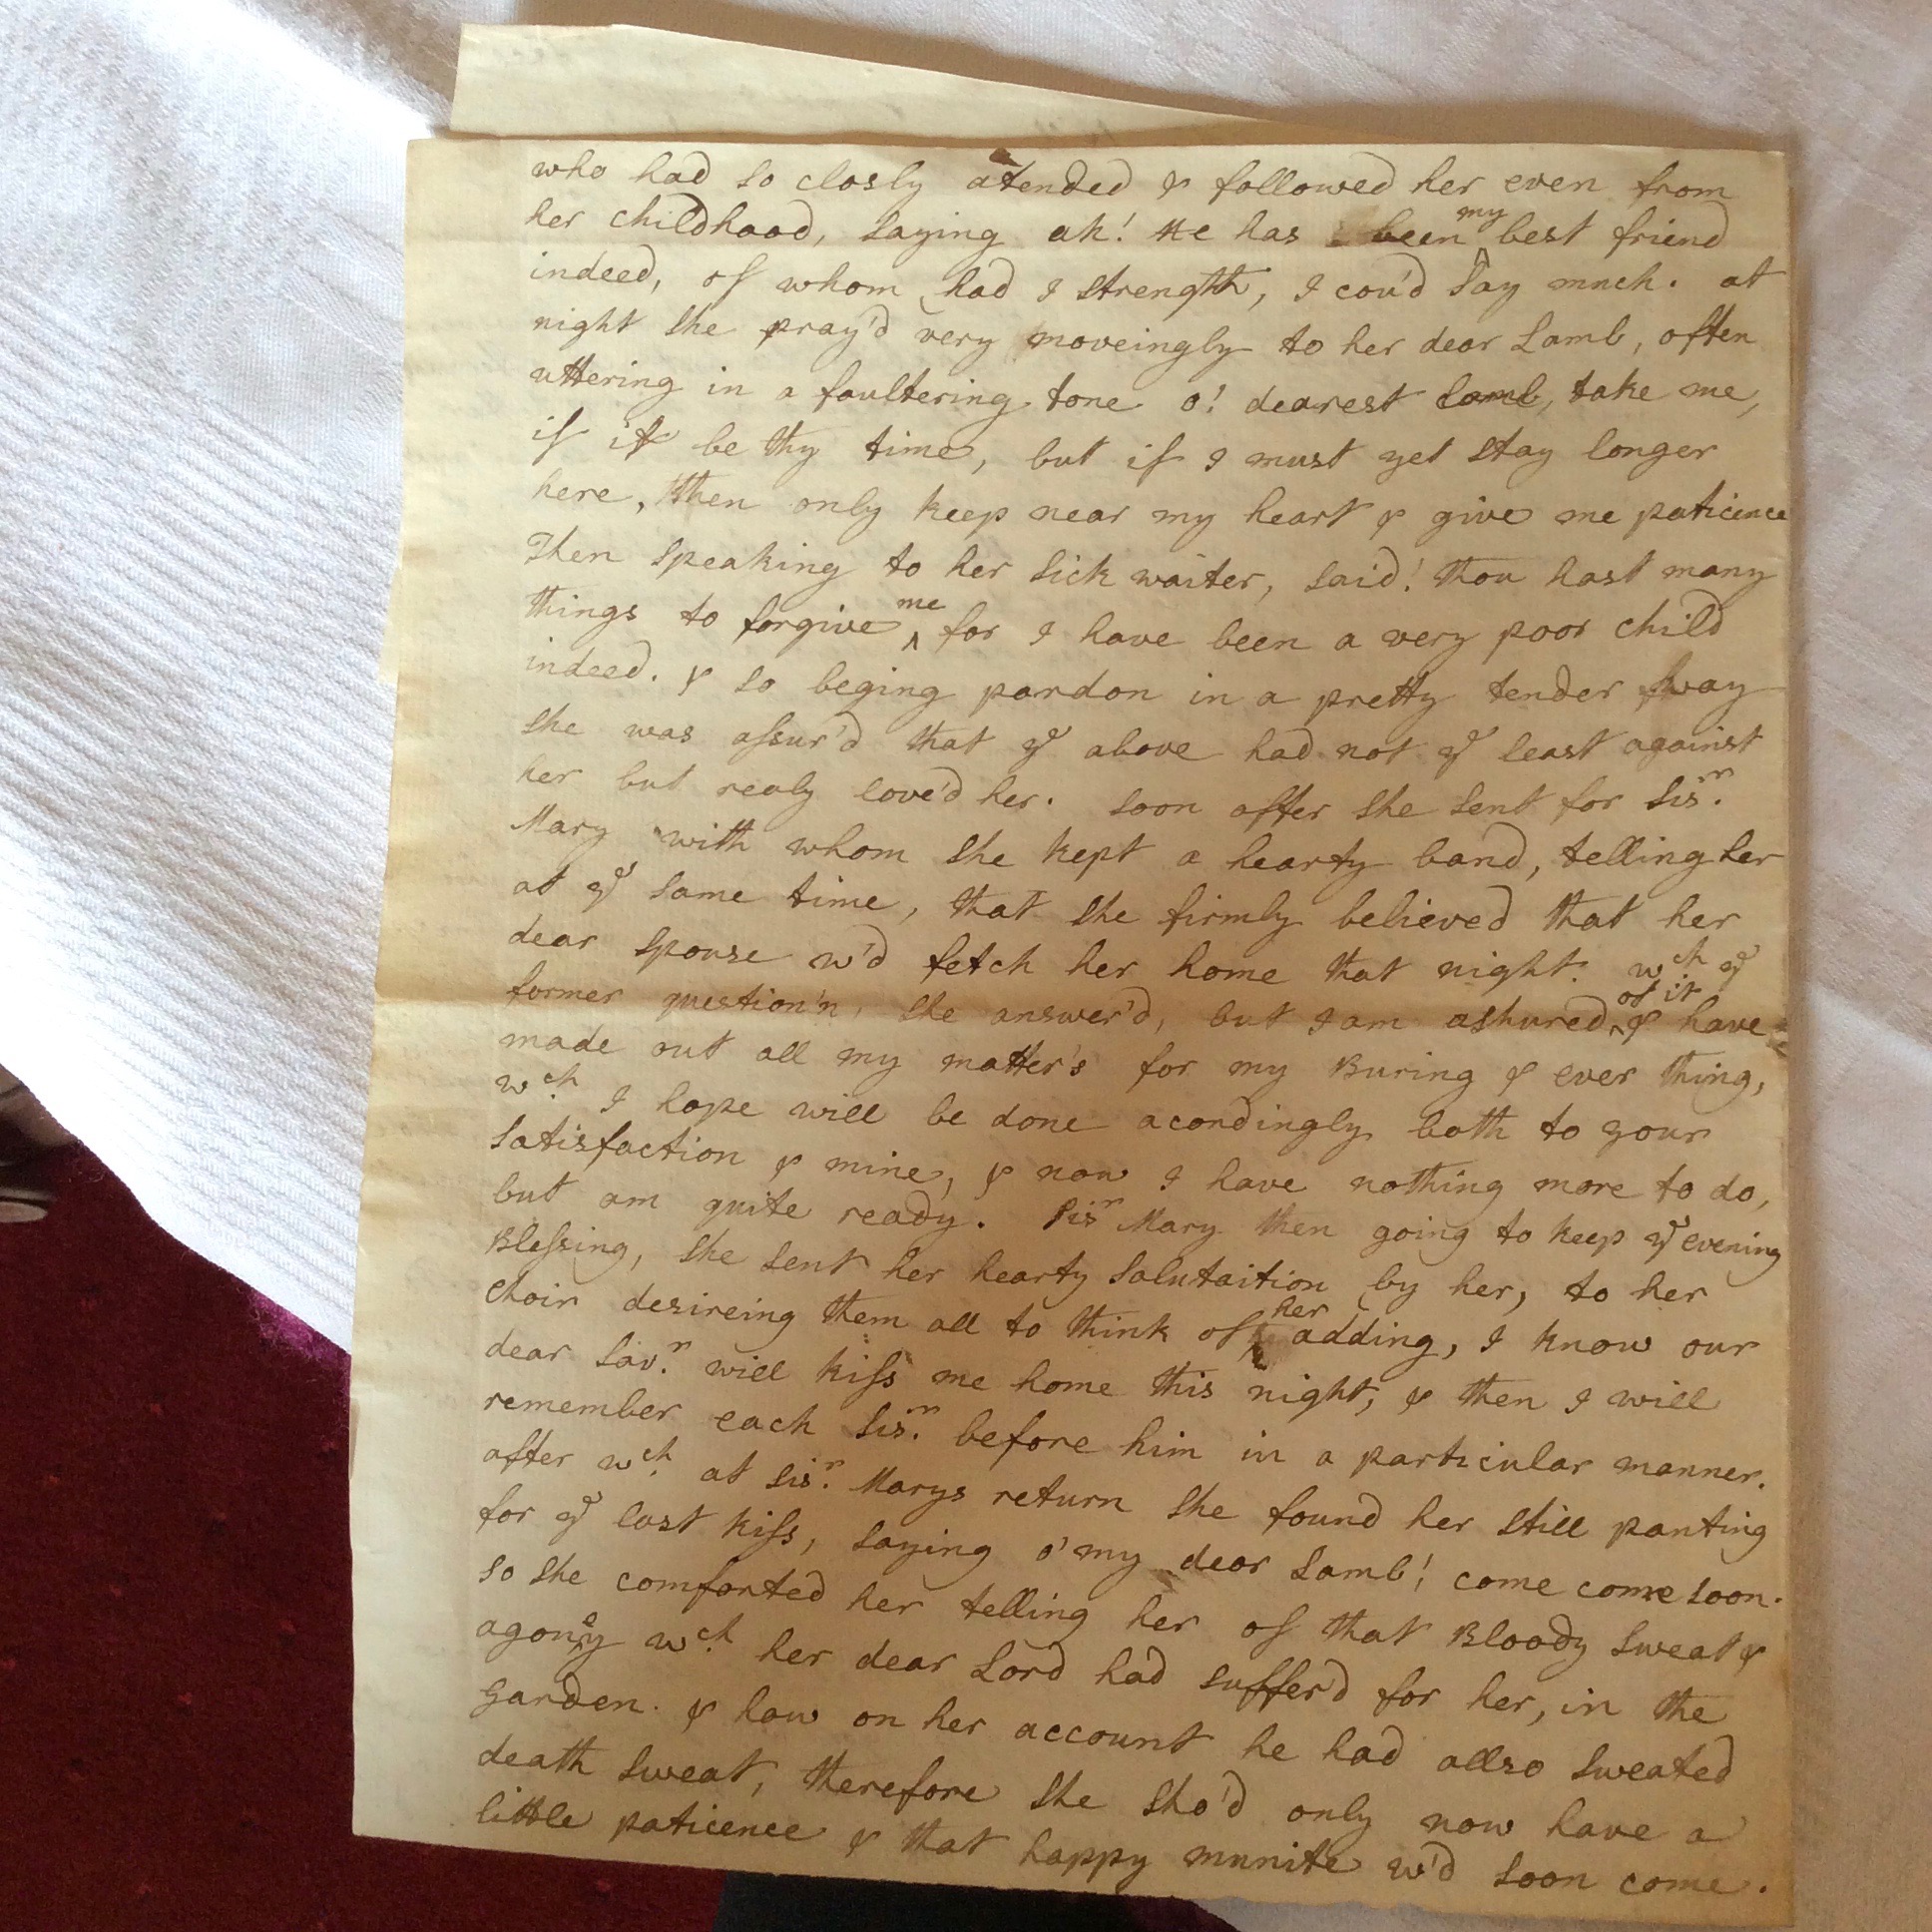 who had so closly atended & followed her even from
her childhood, saying ah! He has been my best friend
indeed, of whom had I strength, I cou'd say much. at
night she pray'd very moveingly to her dear Lamb, often
uttering in a faultering tone o! dearest Lamb, take me,
if it be thy time, but if I must yet stay longer
here, then only keep near my heart & give me paticence
Then speaking to her sick waiter, said! thou hast many
things to forgive me for I have been a very poor child
indeed. & so beging pardon in a pretty tender way
she was assur'd that ye above had not ye least against
her but realy love'd her. soon after she sent for Sisr.
Mary with whom she kept a hearty band, telling her
at ye same time, that she firmly believed that her
dear spouse w'd fetch her home that night. wch. ye
former question'n, she answer'd, but I am ashured of it & have
made out all my matter's for my Buring & ever thing,
wch. I hope will be done acordingly both to your
satisfaction & mine, & now I have nothing more to do,
but am quite ready. Sisr Mary then going to keep ye evening
Blessing, she sent her hearty salutaition by her, to her
Choir desireing them all to think of her adding, I know our
dear Savr. will kiss me home this night, & then I will
remember each Sisr. before him in a particular manner.
after wch. at Sisr. Marys return she found her still panting
for ye last kiss, saying o' my dear Lamb! come come soon.
so she comforted her telling her of that Bloody sweat &
agony wch. her dear Lord had suffer'd for her, in the
Garden. & how on her account he had allso sweated
death sweat, therefore she sho'd only now have a
little paticence & that happy munite w'd soon come.